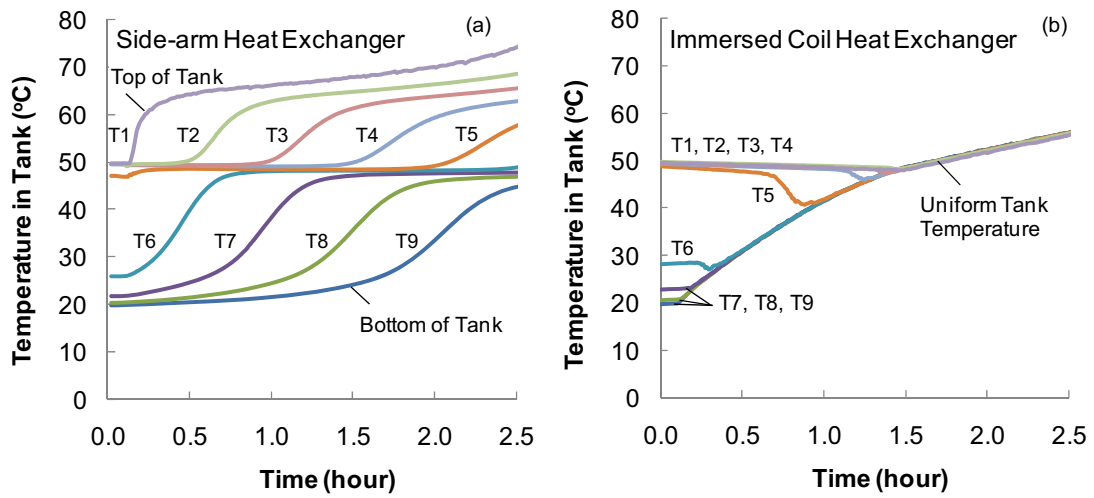 80
70
60
50
40
30
20
10
0
Temperature in Tank (°C)
Side-arm Heat Exchanger
(a)
Top of Tank
T1
T2
T3
T4
T5
T6
T7
T8
T9
Bottom of Tank
0.0 0.5 1.0 1.5 2.0 2.5
Time (hour)
80
70
60
50
40
30
20
10
0
Temperature in Tank (°C)
Immersed Coil Heat Exchanger
(b)
T1, T2, T3, T4
T5
T6
T7, T8, T9
Uniform Tank
Temperature
0.0 0.5 1.0 1.5 2.0 2.5
Time (hour)